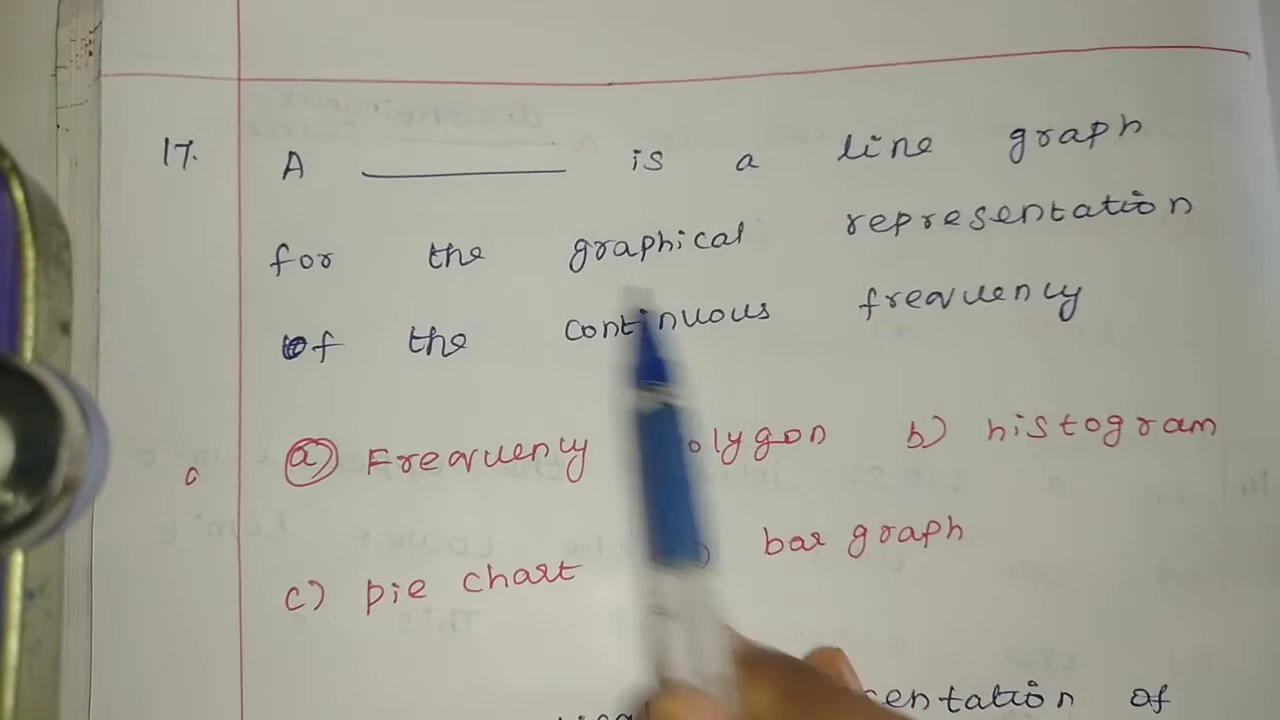 17. A ______ is a line graph
for the graphical representation
of the continuous frequency
a) Frequency olygon b) histogram
c) pie chart ) bar graph
entation of